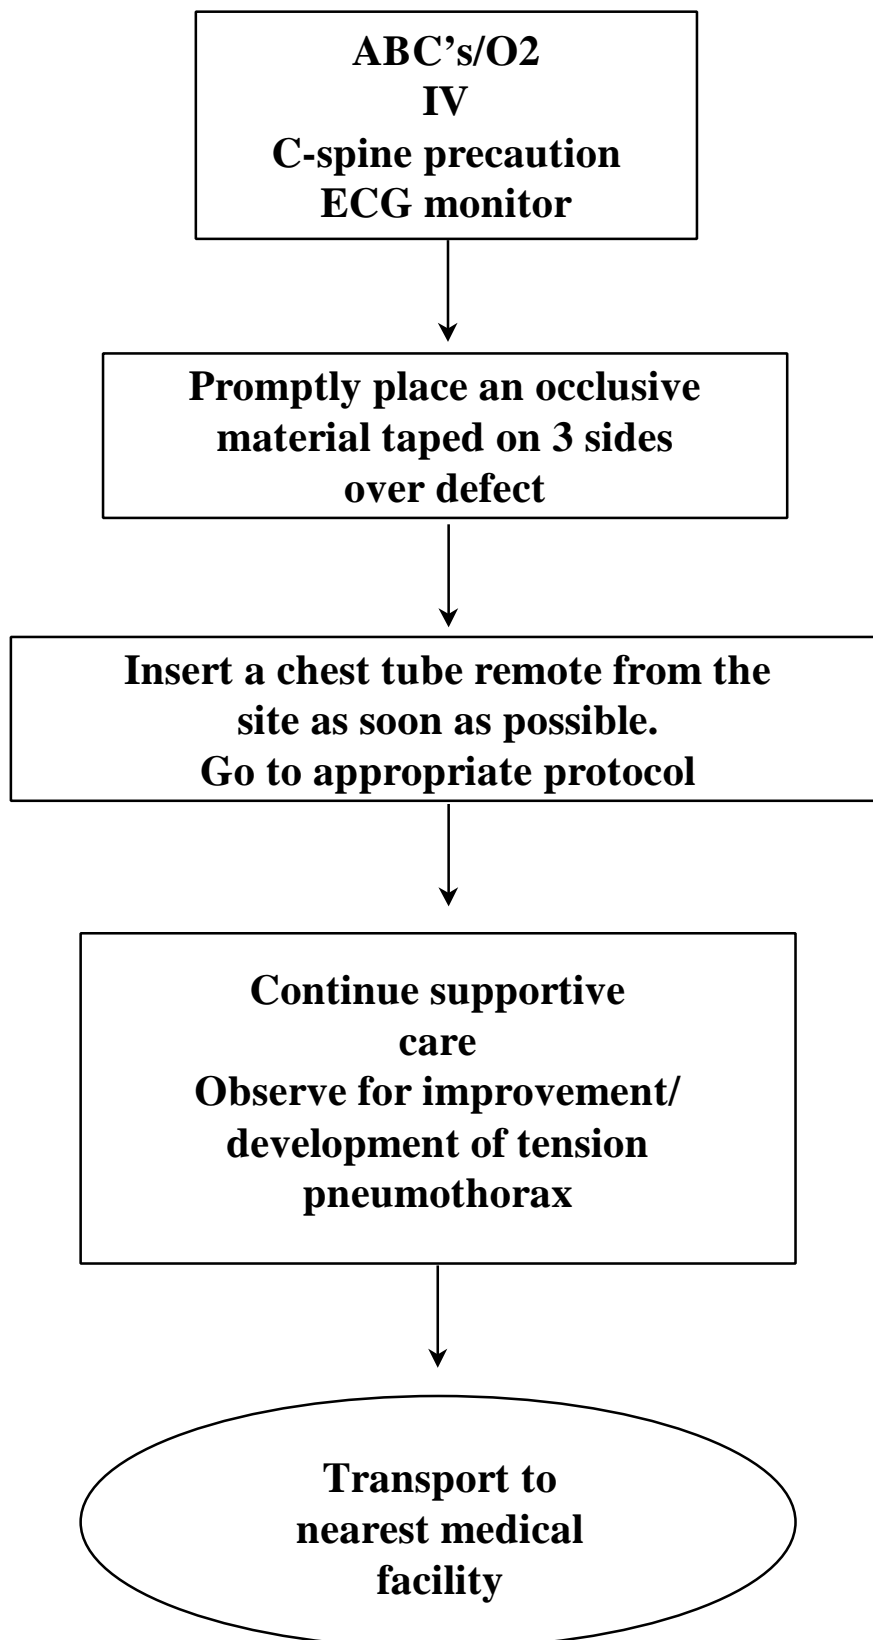 ABC’s/O2
IV
C-spine precaution
ECG monitor
Promptly place an occlusive
material taped on 3 sides
over defect
Insert a chest tube remote from the
site as soon as possible.
Go to appropriate protocol
Continue supportive
care
Observe for improvement/
development of tension
pneumothorax
Transport to
nearest medical
facility